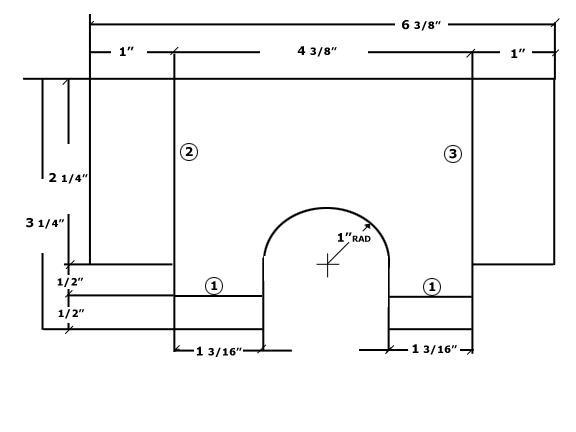 6 3/8"
1" 4 3/8" 1"
2 3
2 1/4"
3 1/4"
1" RAD
1/2"
1 1
1/2"
1 3/16" 1 3/16"